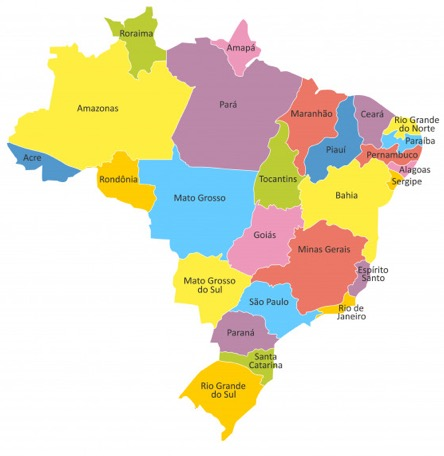 Roraima
Amapá
Amazonas
Pará
Maranhão
Ceará
Rio Grande
do Norte
Paraíba
Piauí
Pernambuco
Acre
Alagoas
Rondônia
Tocantins
Sergipe
Mato Grosso
Bahia
Goiás
Minas Gerais
Espírito
Santo
Mato Grosso
do Sul
São Paulo
Rio de
Janeiro
Paraná
Santa
Catarina
Rio Grande
do Sul